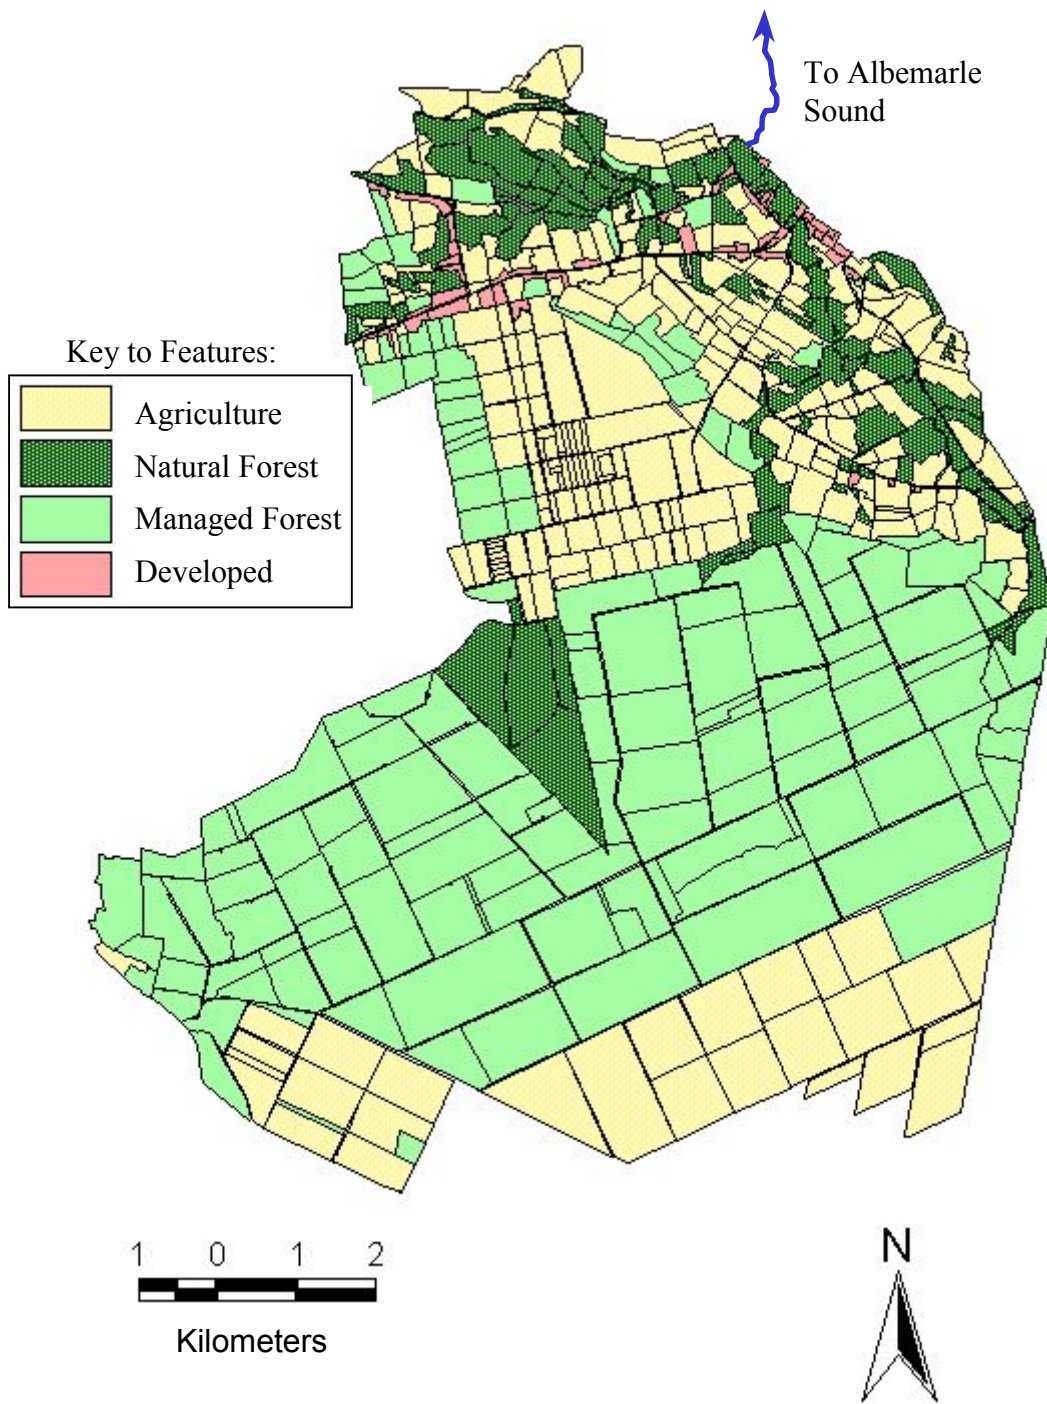 To Albemarle
Sound
Key to Features:
Agriculture
Natural Forest
Managed Forest
Developed
1 0 1 2
Kilometers
N